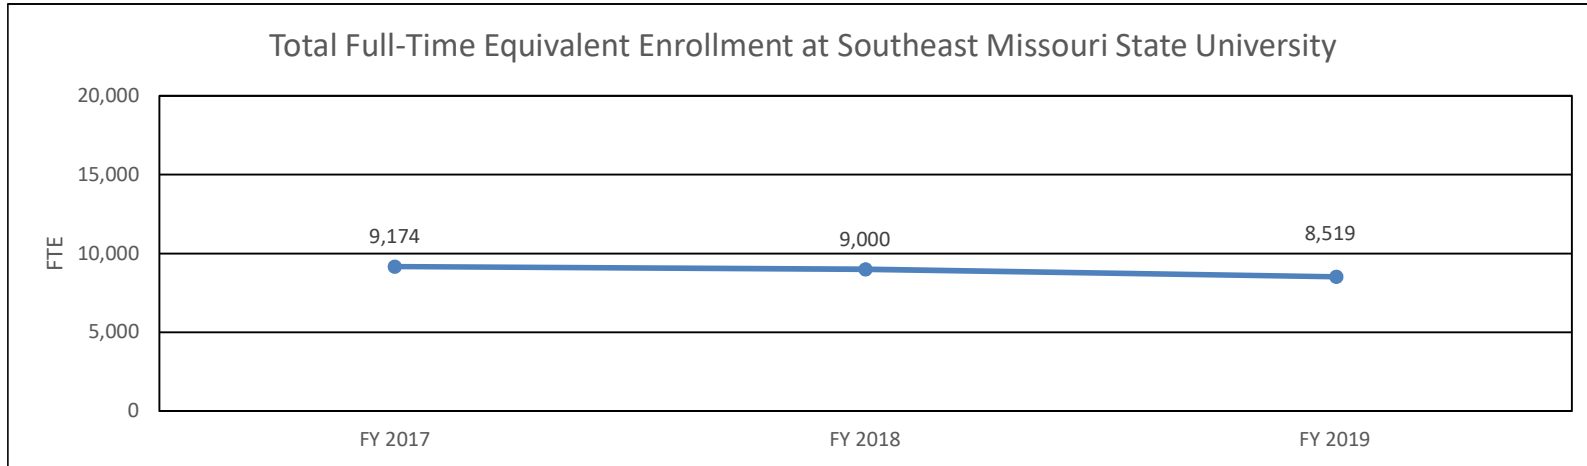 Total Full-Time Equivalent Enrollment at Southeast Missouri State University
20,000
15,000
10,000
5,000
0
FTE
9,174
9,000
8,519
FY 2017
FY 2018
FY 2019